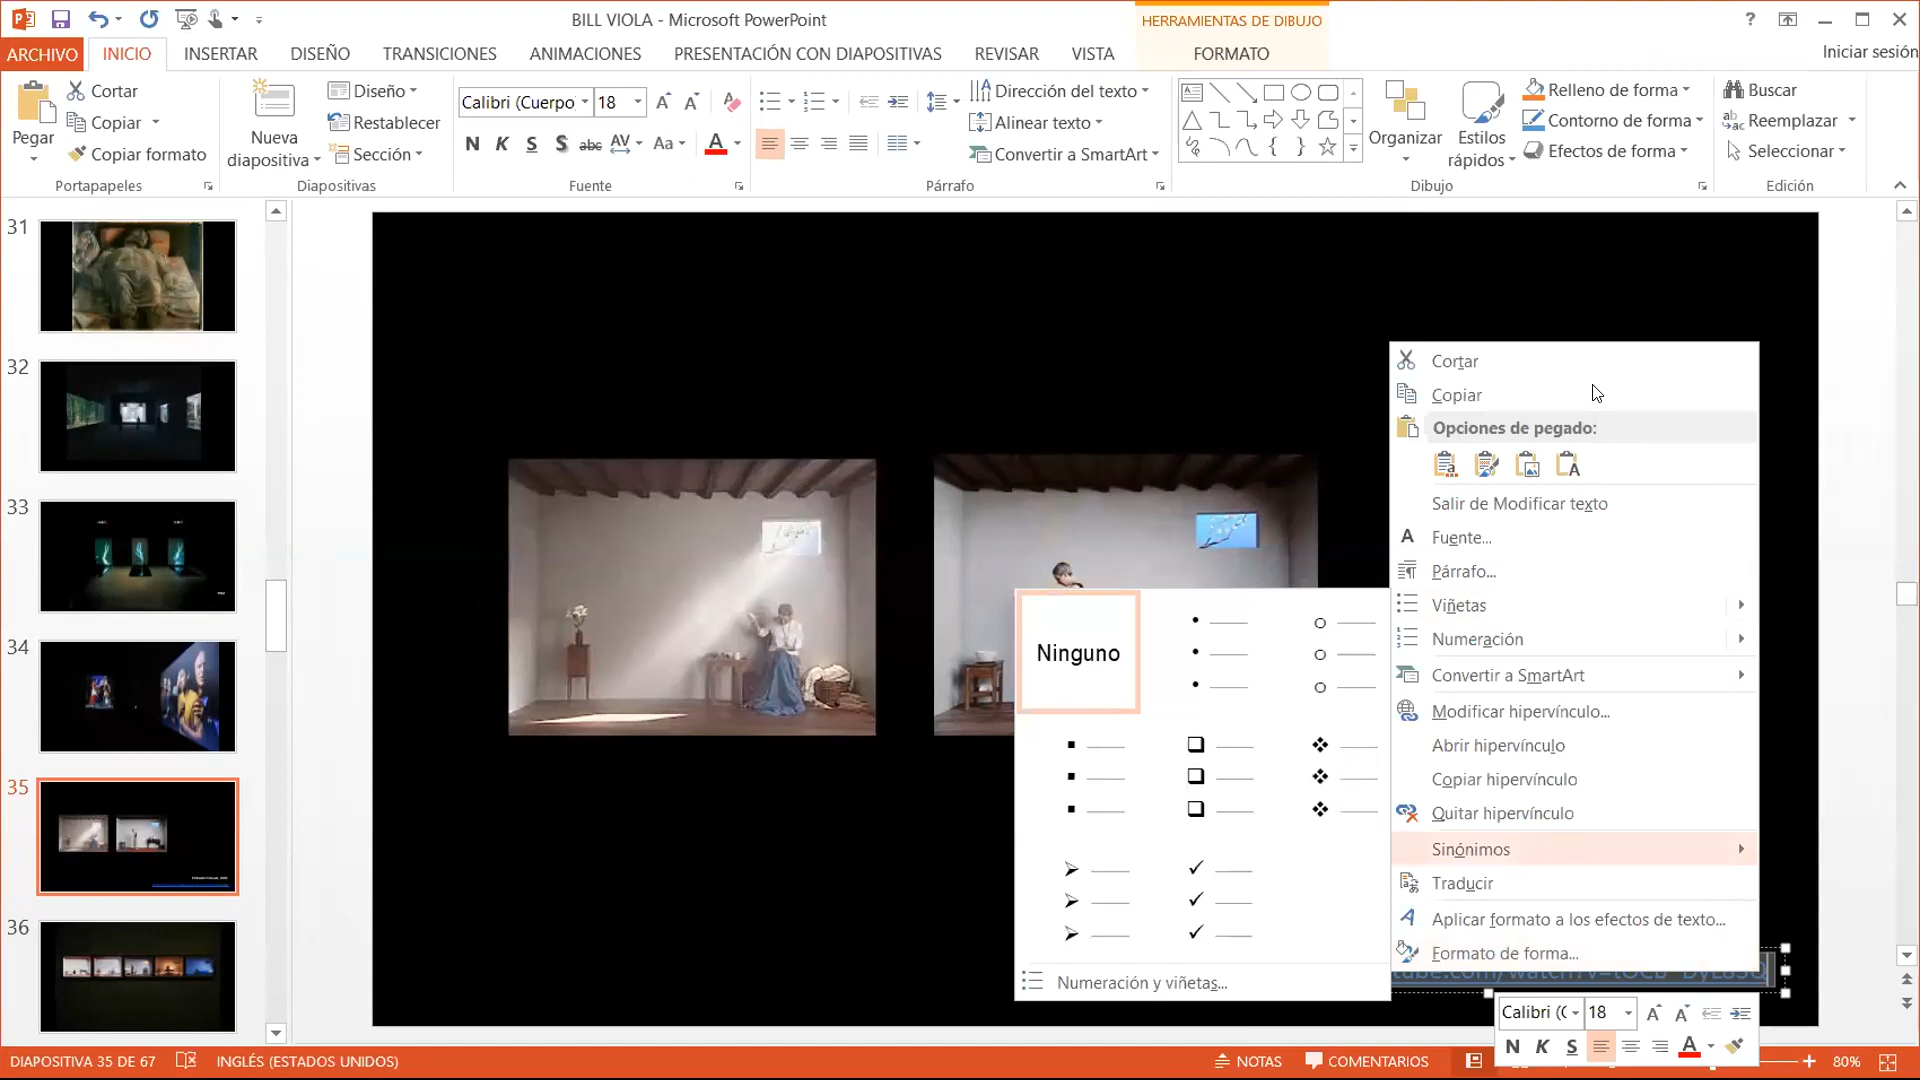 BILL VIOLA - Microsoft PowerPoint
HERRAMIENTAS DE DIBUJO
?
ARCHIVO INICIO INSERTAR DISEÑO TRANSICIONES ANIMACIONES PRESENTACIÓN CON DIAPOSITIVAS REVISAR VISTA FORMATO Iniciar sesión
Pegar
Cortar
Copiar
Copiar formato
Portapapeles
Nueva
diapositiva
Diseño
Restablecer
Sección
Diapositivas
Calibri (Cuerpo 18
N K S S abc AV Aa A
Fuente
Dirección del texto
Alinear texto
Convertir a SmartArt
Párrafo
Organizar
Estilos
rápidos
Relleno de forma
Contorno de forma
Efectos de forma
Dibujo
Buscar
Reemplazar
Seleccionar
Edición
31
32
33
34
35
36
Cortar
Copiar
Opciones de pegado:
Salir de Modificar texto
Fuente...
Párrafo...
Viñetas
Numeración
Convertir a SmartArt
Modificar hipervínculo...
Abrir hipervínculo
Copiar hipervínculo
Quitar hipervínculo
Sinónimos
Traducir
Aplicar formato a los efectos de texto...
Formato de forma...
Ninguno
Numeración y viñetas...
Calibri (C 18
N K S A
DIAPOSITIVA 35 DE 67 INGLÉS (ESTADOS UNIDOS) NOTAS COMENTARIOS 80%